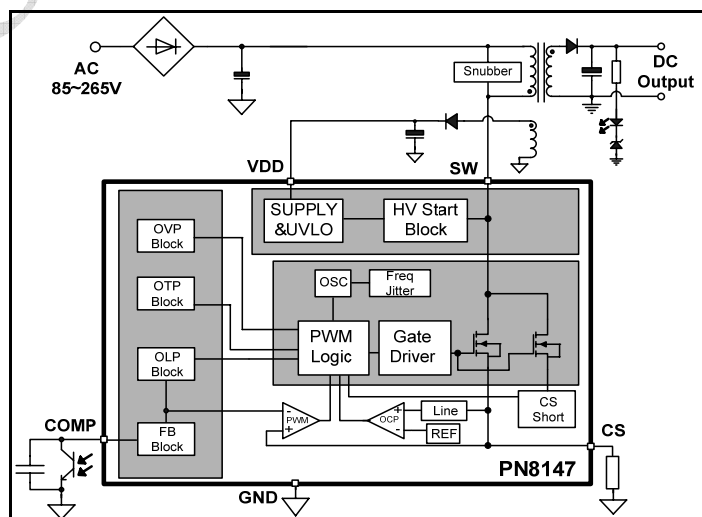 AC
85~265V
Snubber
DC
Output
VDD
SW
OVP
Block
SUPPLY
&UVLO
HV Start
Block
OTP
Block
OSC
Freq
Jitter
PWM
Logic
Gate
Driver
OLP
Block
COMP
FB
Block
-
+
PWM
OCP
+
-
Line
REF
CS
Short
CS
PN8147
GND